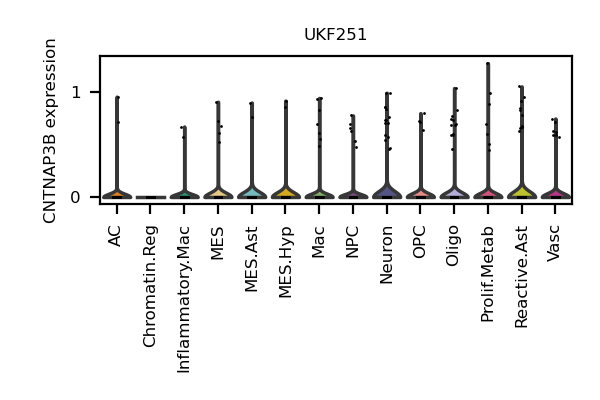 UKF251
CNTNAP3B expression
1
0
AC
Chromatin.Reg
Inflammatory.Mac
MES
MES.Ast
MES.Hyp
Mac
NPC
Neuron
OPC
Oligo
Prolif.Metab
Reactive.Ast
Vasc